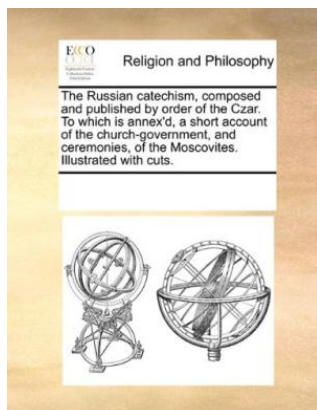 ECCO
Religion and Philosophy
The Russian catechism, composed
and published by order of the Czar.
To which is annex'd, a short account
of the church-government, and
ceremonies, of the Moscovites.
Illustrated with cuts.